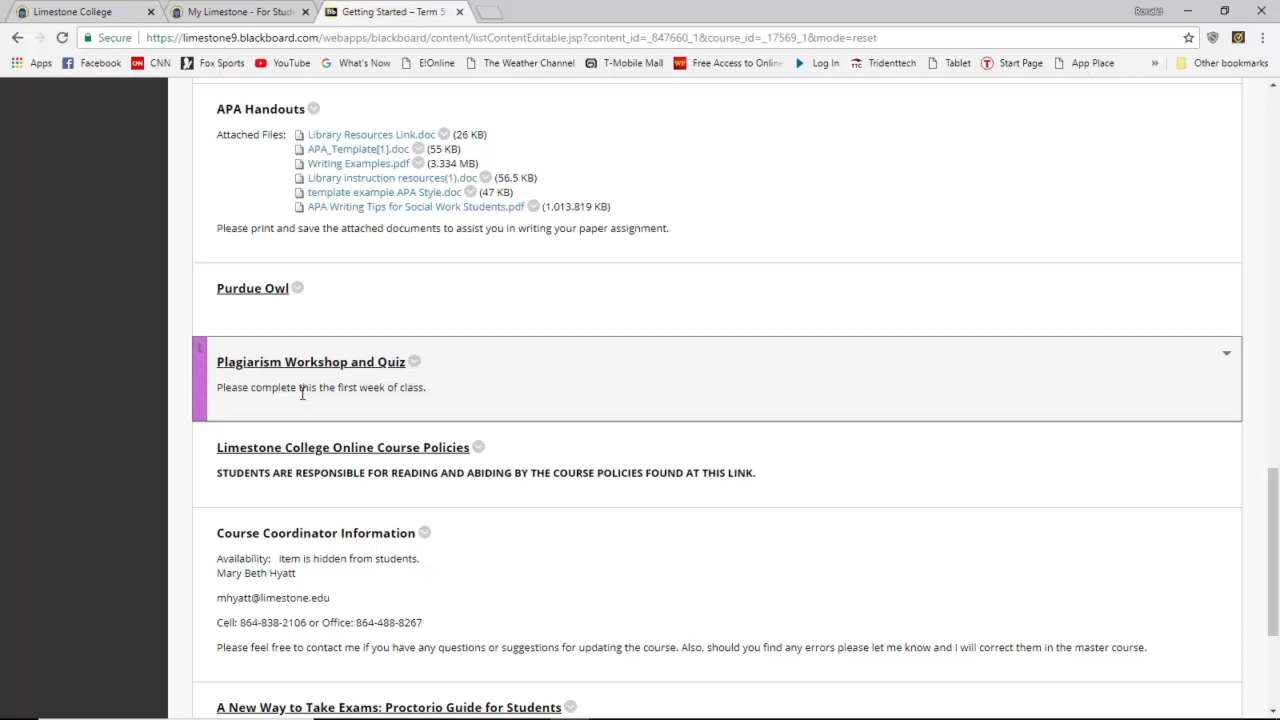 Limestone College
My Limestone - For Stude
Getting Started – Term 5
Ronald
Secure
https://limestone9.blackboard.com/webapps/blackboard/content/listContentEditable.jsp?content_id=_847660_1&course_id=_17569_1&mode=reset
Apps Facebook CNN Fox Sports YouTube What's Now E!Online The Weather Channel T-Mobile Mall Free Access to Online Log In Tridenttech Tablet Start Page App Place » Other bookmarks
APA Handouts
Attached Files: Library Resources Link.doc (26 KB)
APA_Template[1].doc (55 KB)
Writing Examples.pdf (3.334 MB)
Library instruction resources(1).doc (56.5 KB)
template example APA Style.doc (47 KB)
APA Writing Tips for Social Work Students.pdf (1,013.819 KB)
Please print and save the attached documents to assist you in writing your paper assignment.
Purdue Owl
Plagiarism Workshop and Quiz
Please complete this the first week of class.
Limestone College Online Course Policies
STUDENTS ARE RESPONSIBLE FOR READING AND ABIDING BY THE COURSE POLICIES FOUND AT THIS LINK.
Course Coordinator Information
Availability: Item is hidden from students.
Mary Beth Hyatt
mhyatt@limestone.edu
Cell: 864-838-2106 or Office: 864-488-8267
Please feel free to contact me if you have any questions or suggestions for updating the course. Also, should you find any errors please let me know and I will correct them in the master course.
A New Way to Take Exams: Proctorio Guide for Students